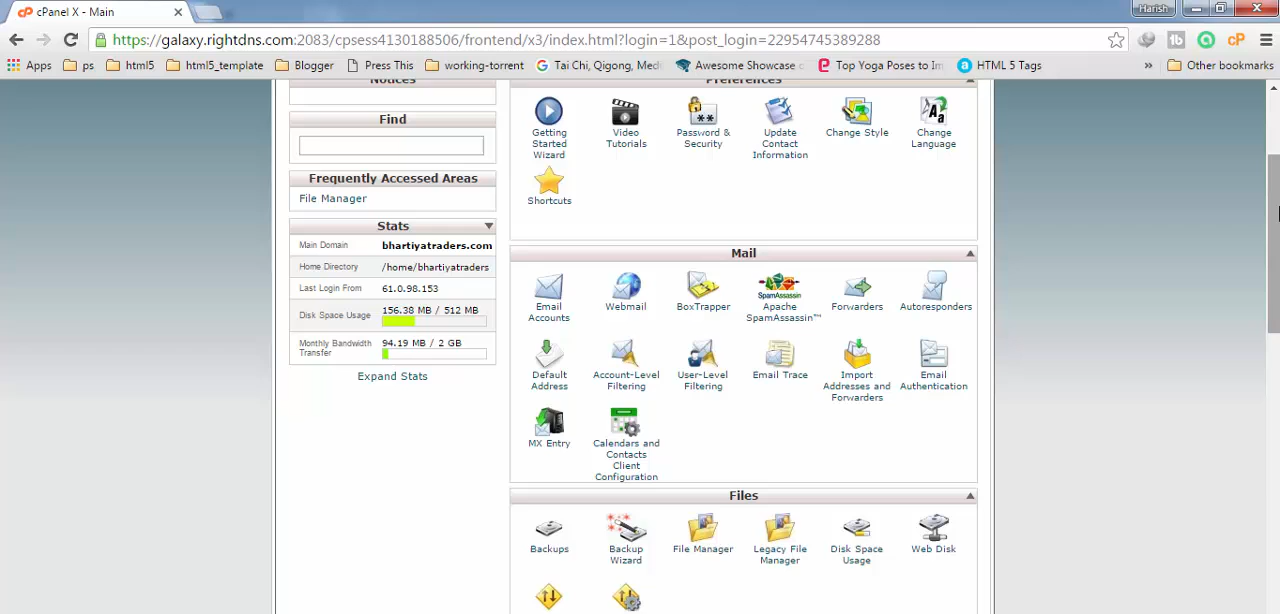 cPanel X - Main
Harish
https://galaxy.rightdns.com:2083/cpsess4130186506/frontend/x3/index.html?login=1&post_login=22954745389288
Apps
ps
html5
html5_template
Blogger
Press This
working-torrent
Tai Chi, Qigong, Med
Awesome Showcase
Top Yoga Poses to Im
HTML 5 Tags
»
Other bookmarks
Notices
Find
Frequently Accessed Areas
File Manager
Stats
Main Domain bhartiyatraders.com
Home Directory /home/bhartiyatraders
Last Login From 61.0.98.153
Disk Space Usage 156.38 MB / 512 MB
Monthly Bandwidth Transfer 94.19 MB / 2 GB
Expand Stats
Preferences
Getting Started Wizard
Video Tutorials
Password & Security
Update Contact Information
Change Style
Change Language
Shortcuts
Mail
Email Accounts
Webmail
BoxTrapper
SpamAssassin
Apache SpamAssassin™
Forwarders
Autoresponders
Default Address
Account-Level Filtering
User-Level Filtering
Email Trace
Import Addresses and Forwarders
Email Authentication
MX Entry
Calendars and Contacts Client Configuration
Files
Backups
Backup Wizard
File Manager
Legacy File Manager
Disk Space Usage
Web Disk